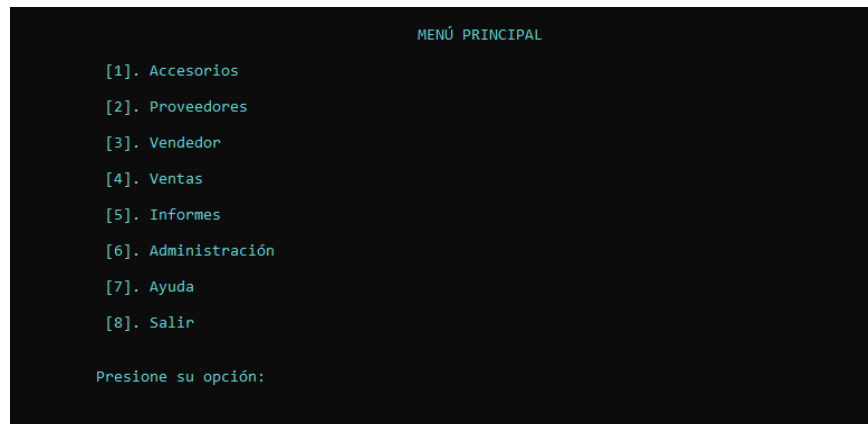 MENÚ PRINCIPAL
[1]. Accesorios
[2]. Proveedores
[3]. Vendedor
[4]. Ventas
[5]. Informes
[6]. Administración
[7]. Ayuda
[8]. Salir
Presione su opción: